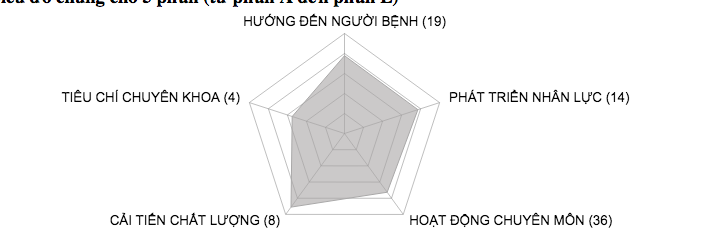 HƯỚNG ĐẾN NGƯỜI BỆNH (19)
TIÊU CHÍ CHUYÊN KHOA (4)
PHÁT TRIỂN NHÂN LỰC (14)
CẢI TIẾN CHẤT LƯỢNG (8)
HOẠT ĐỘNG CHUYÊN MÔN (36)